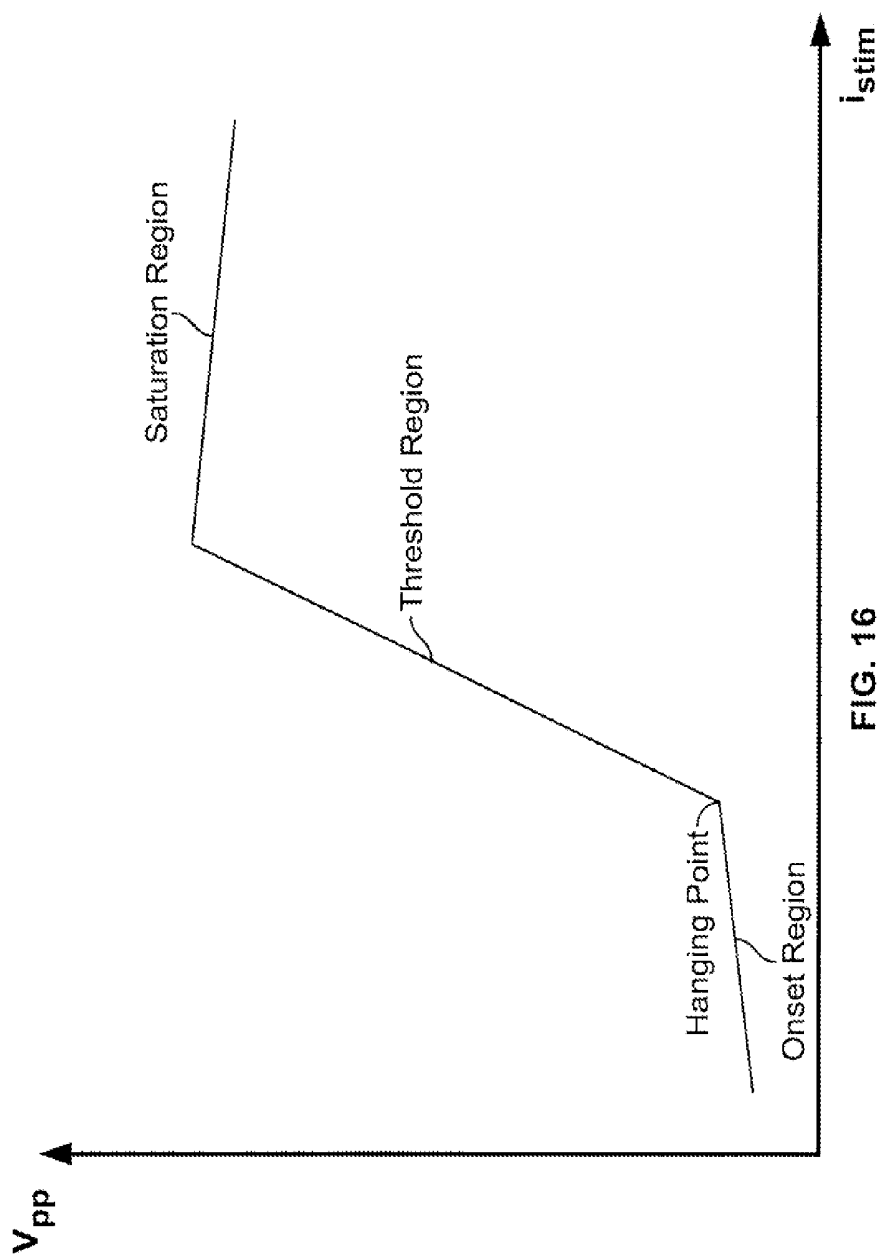 V_pp
Saturation Region
Threshold Region
Hanging Point
Onset Region
i_stim
FIG. 16